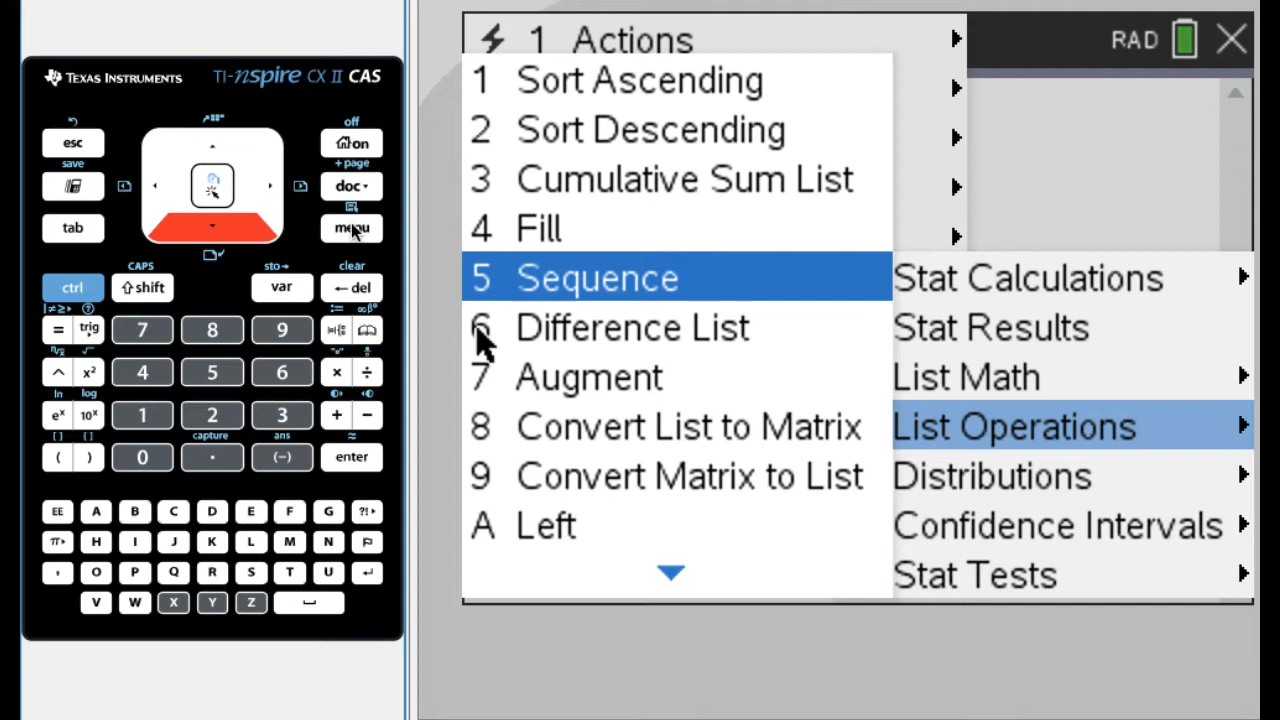 TEXAS INSTRUMENTS TI-nspire CX II CAS
off
esc
on
save
+ page
doc
tab
menu
CAPS
sto→
clear
ctrl
shift
var
← del
= trig 7 8 9
^ x² 4 5 6 × ÷
ln log
eˣ 10ˣ 1 2 3 + −
[ ] [ ] capture ans ≈
( ) 0 . (−) enter
EE A B C D E F G ?!▸
π▸ H I J K L M N
, O P Q R S T U ↵
V W X Y Z
1 Actions
RAD
1 Sort Ascending
2 Sort Descending
3 Cumulative Sum List
4 Fill
5 Sequence
6 Difference List
7 Augment
8 Convert List to Matrix
9 Convert Matrix to List
A Left
Stat Calculations
Stat Results
List Math
List Operations
Distributions
Confidence Intervals
Stat Tests